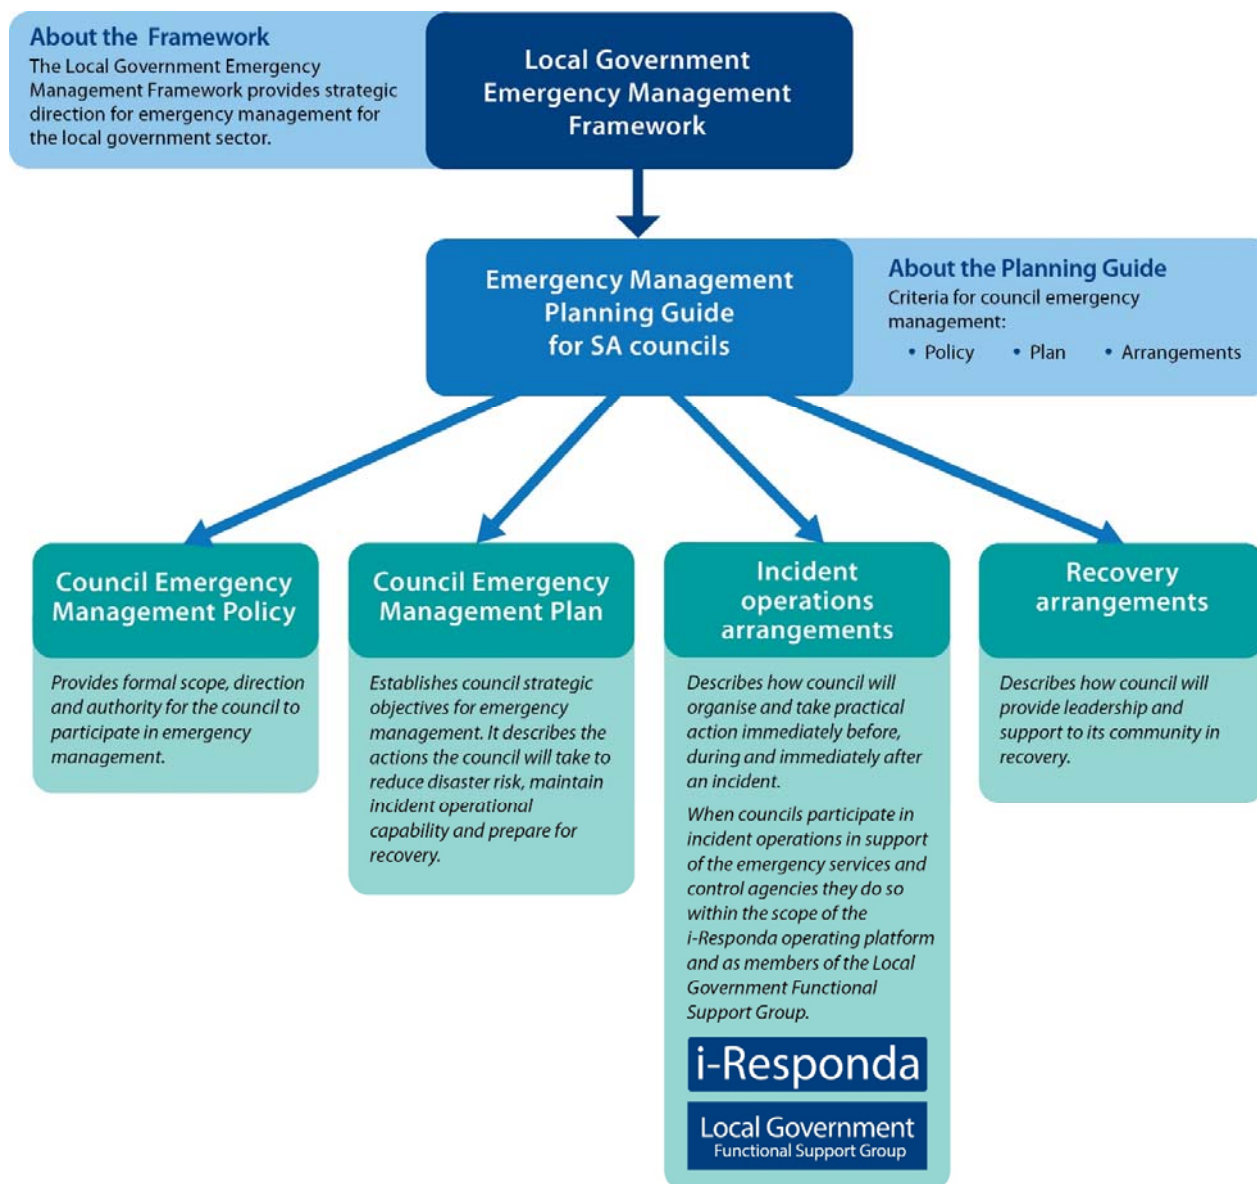 About the Framework
The Local Government Emergency
Management Framework provides strategic
direction for emergency management for
the local government sector.
Local Government
Emergency Management
Framework
Emergency Management
Planning Guide
for SA councils
About the Planning Guide
Criteria for council emergency
management:
• Policy • Plan • Arrangements
Council Emergency
Management Policy
Provides formal scope, direction
and authority for the council to
participate in emergency
management.
Council Emergency
Management Plan
Establishes council strategic
objectives for emergency
management. It describes the
actions the council will take to
reduce disaster risk, maintain
incident operational
capability and prepare for
recovery.
Incident
operations
arrangements
Describes how council will
organise and take practical
action immediately before,
during and immediately after
an incident.
When councils participate in
incident operations in support
of the emergency services and
control agencies they do so
within the scope of the
i-Responda operating platform
and as members of the Local
Government Functional
Support Group.
i-Responda
Local Government
Functional Support Group
Recovery
arrangements
Describes how council will
provide leadership and
support to its community in
recovery.